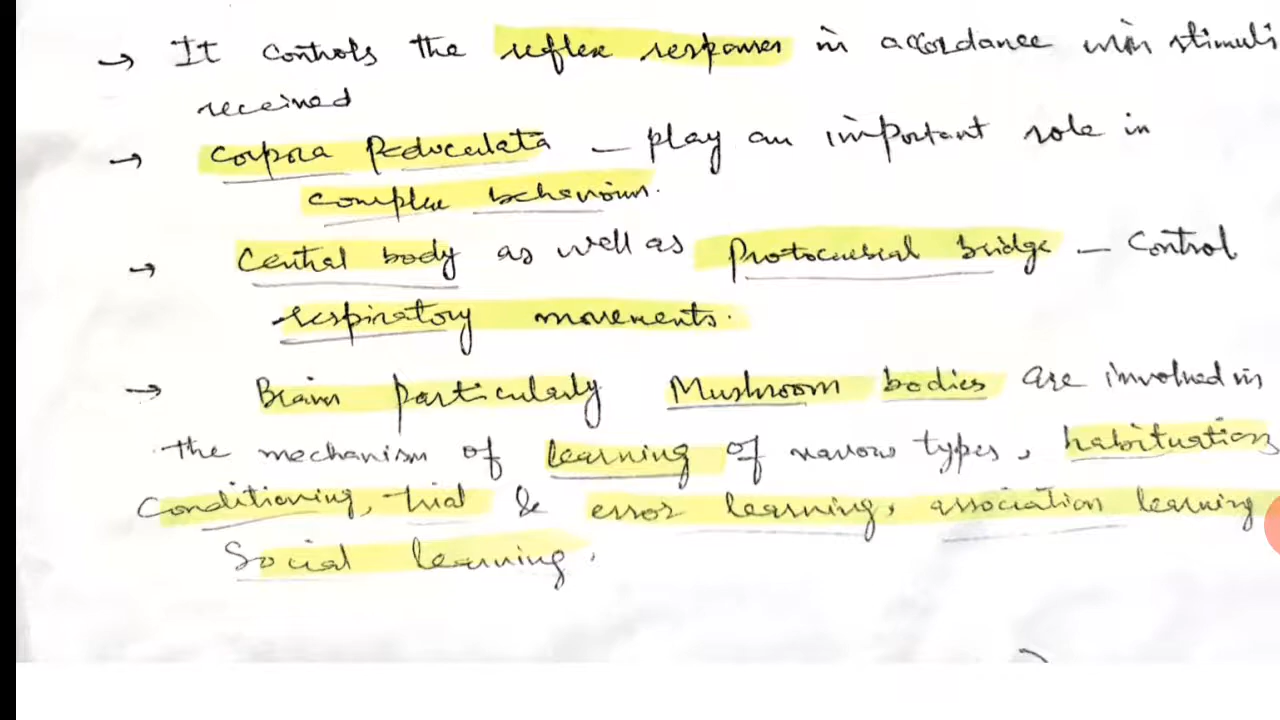 → It controls the reflex responses in accordance with stimuli
received
→ Corpora Pedunculata – play an important role in
complex behaviour.
→ Central body as well as Protocerebral bridge – Control
respiratory movements.
→ Brain particularly Mushroom bodies are involved in
the mechanism of learning of various types, habituation
Conditioning, trial & error learning, association learning
Social learning.